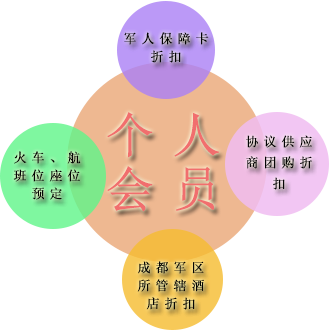 军人保障卡
折扣
个人
会员
火车、航
班位座位
预定
协议供应
商团购折
扣
成都军区
所管辖酒
店折扣